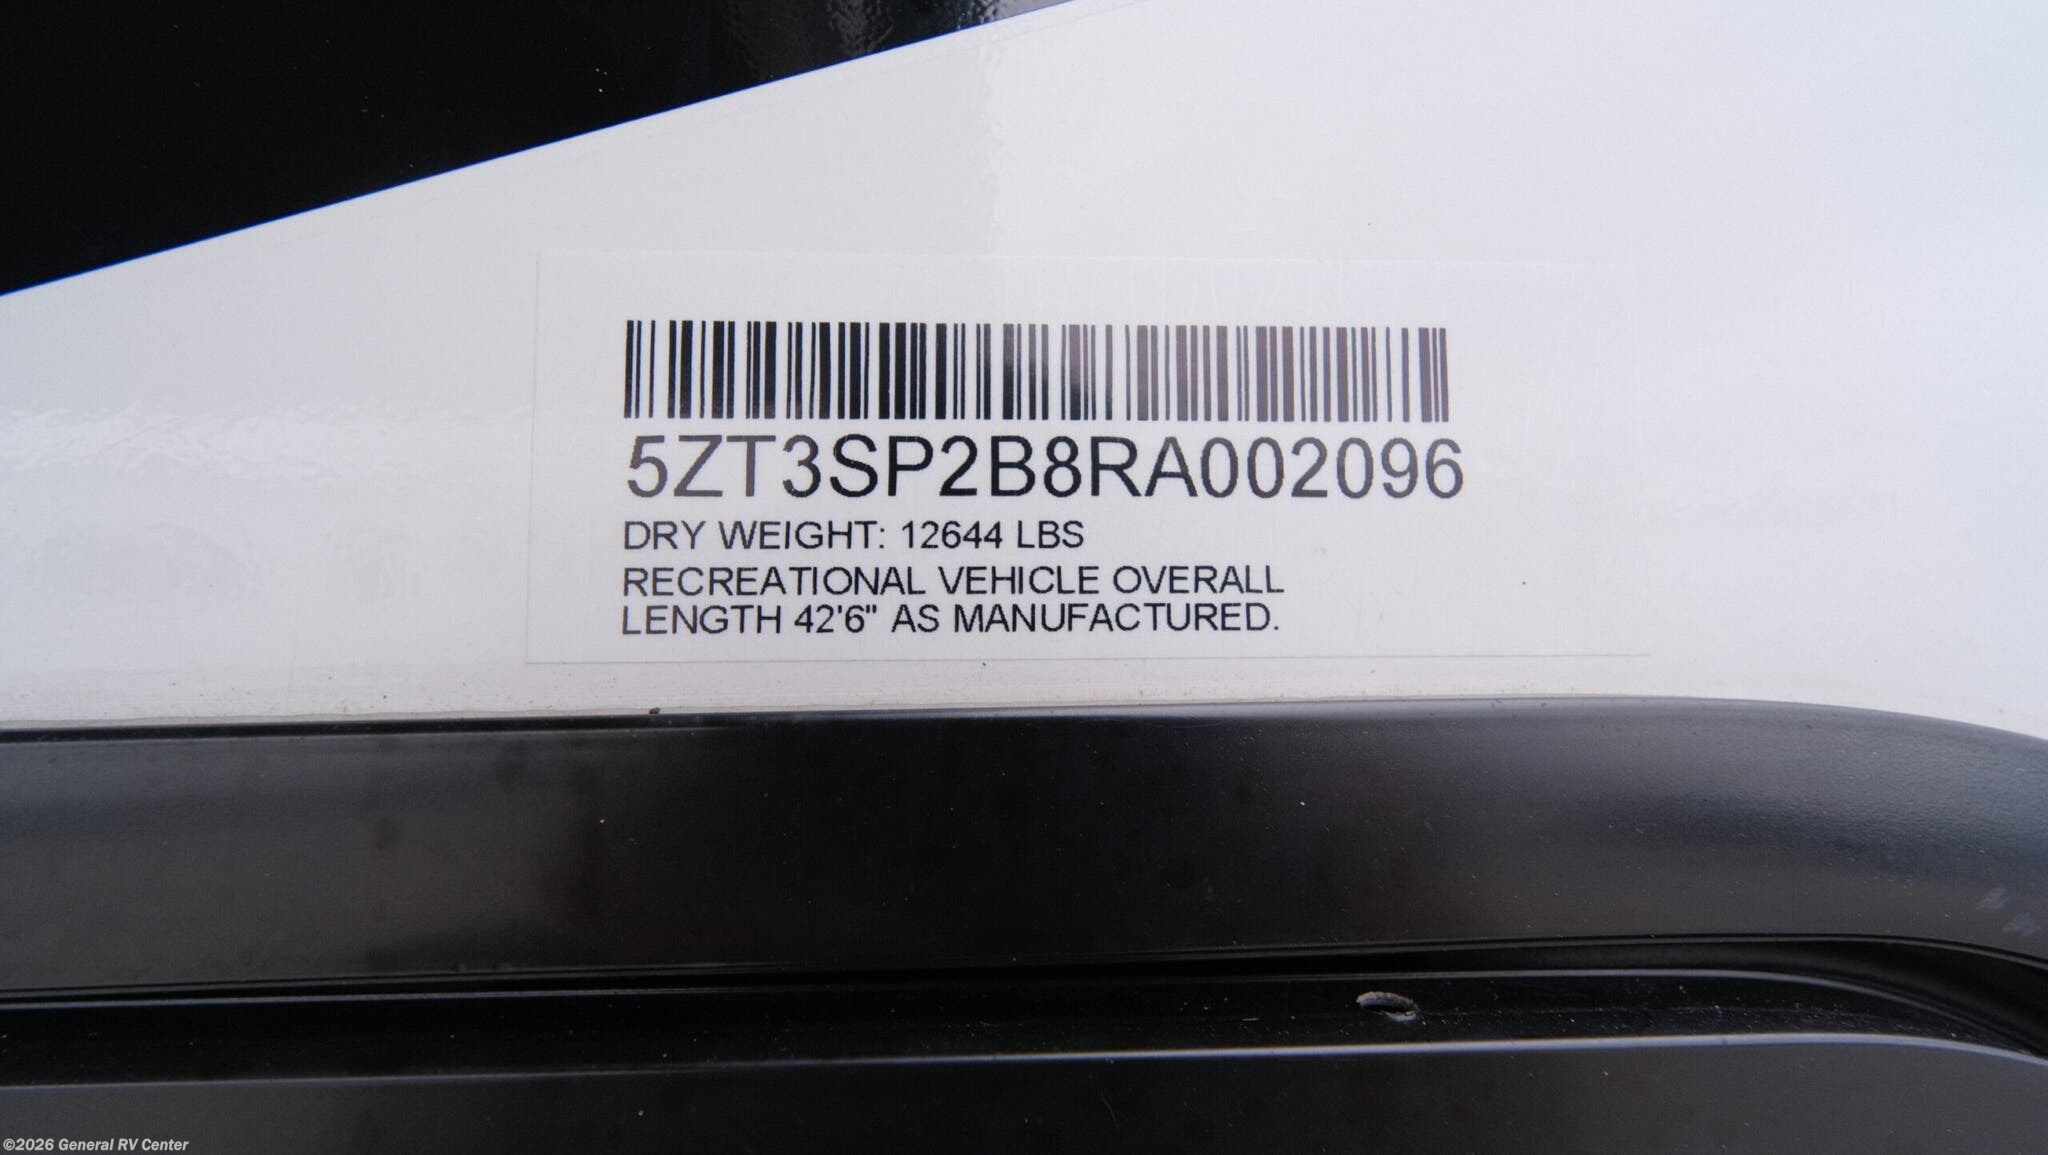 5ZT3SP2B8RA002096
DRY WEIGHT: 12644 LBS
RECREATIONAL VEHICLE OVERALL
LENGTH 42'6" AS MANUFACTURED.
©2026 General RV Center